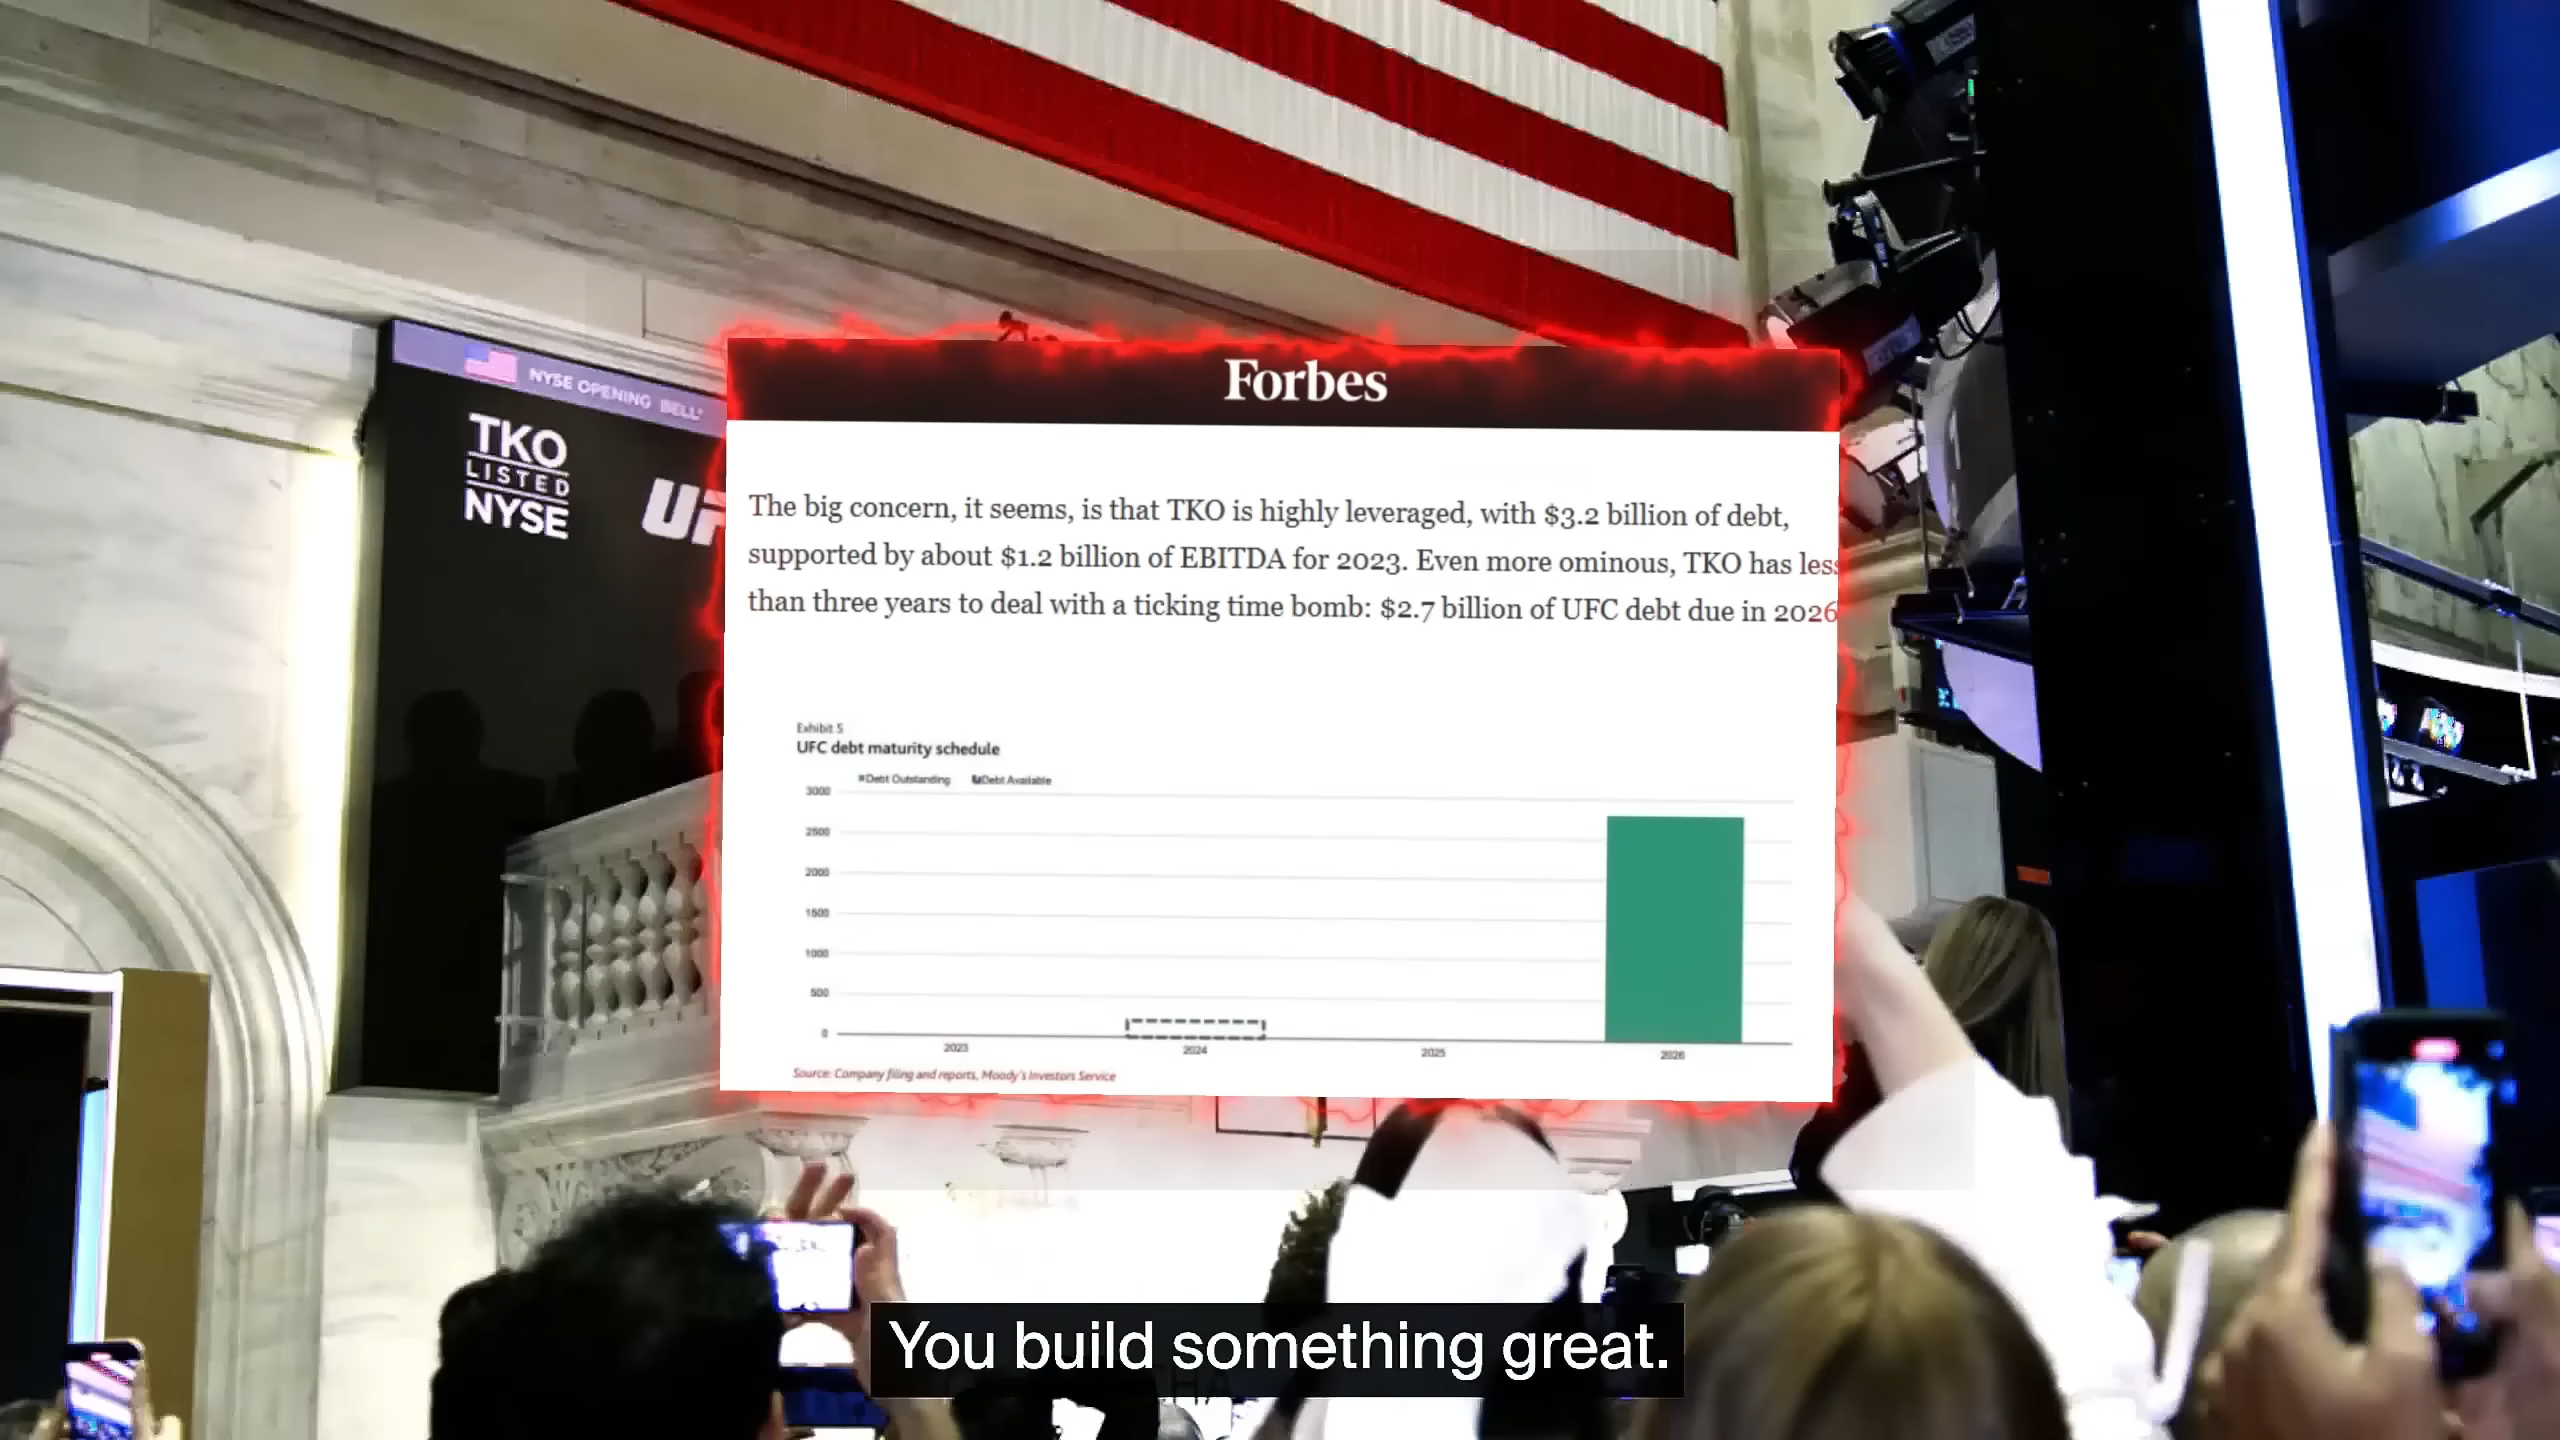 NYSE OPENING BELL
TKO
LISTED
NYSE
Forbes
The big concern, it seems, is that TKO is highly leveraged, with $3.2 billion of debt,
supported by about $1.2 billion of EBITDA for 2023. Even more ominous, TKO has less
than three years to deal with a ticking time bomb: $2.7 billion of UFC debt due in 2026
Exhibit 5
UFC debt maturity schedule
Debt Outstanding Debt Available
3000
2500
2000
1500
1000
500
0
2023 2024 2025 2026
Source: Company filing and reports, Moody's Investors Service
You build something great.